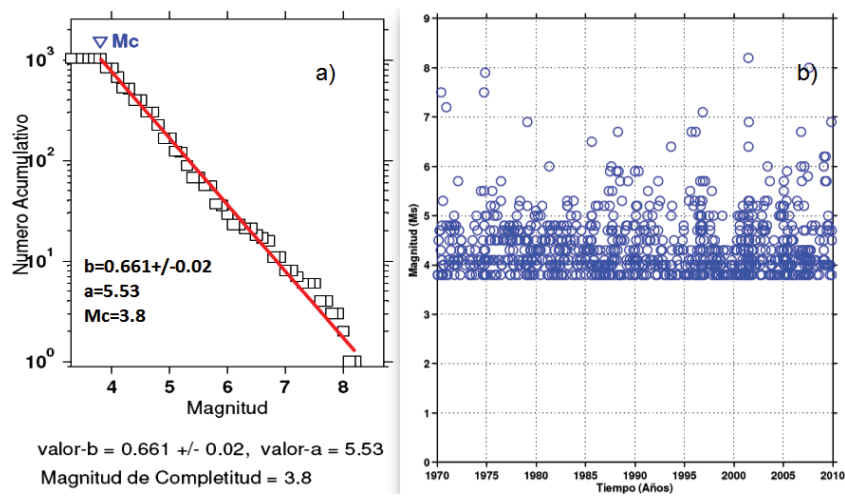 Mc
a)
10³
10²
10¹
10⁰
Numero Acumulativo
b=0.661+/-0.02
a=5.53
Mc=3.8
4 5 6 7 8
Magnitud
valor-b = 0.661 +/- 0.02, valor-a = 5.53
Magnitud de Completitud = 3.8
b)
9
8
7
6
5
4
3
2
1
0
Magnitud (Ms)
1970 1975 1980 1985 1990 1995 2000 2005 2010
Tiempo (Años)